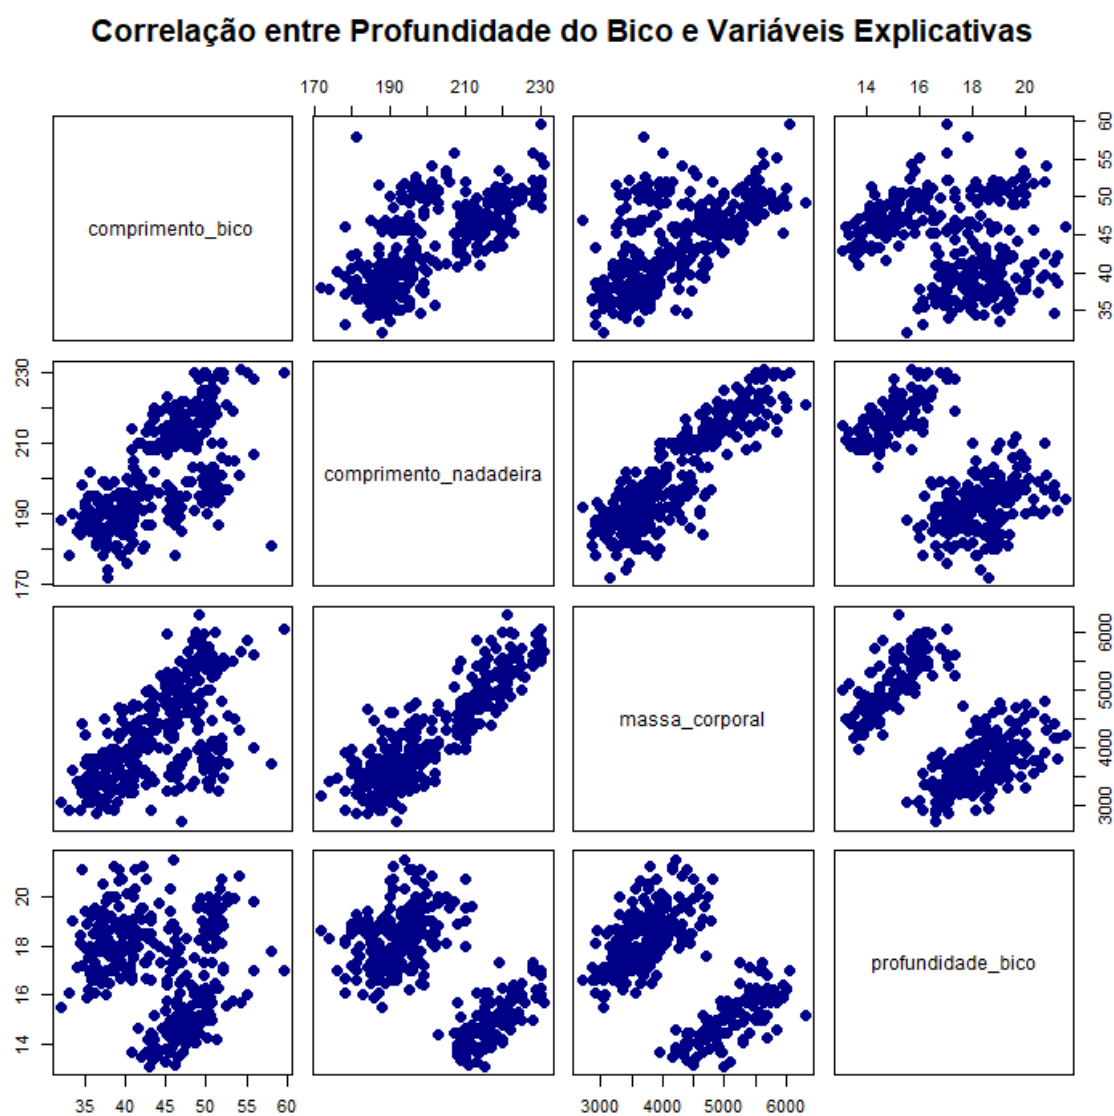 Correlação entre Profundidade do Bico e Variáveis Explicativas
170 190 210 230
14 16 18 20
comprimento_bico
35 40 45 50 55 60
170 190 210 230
comprimento_nadadeira
massa_corporal
3000 4000 5000 6000
14 16 18 20
profundidade_bico
35 40 45 50 55 60
3000 4000 5000 6000